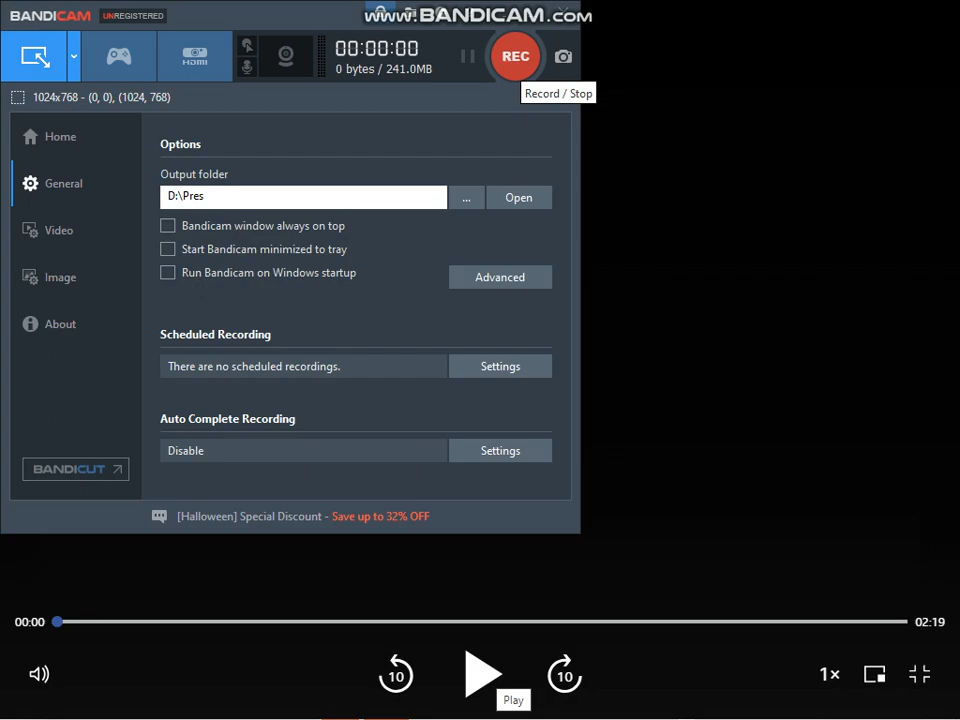 BANDICAM UNREGISTERED
www.BANDICAM.com
HDMI
00:00:00
0 bytes / 241.0MB
REC
Record / Stop
1024x768 - (0, 0), (1024, 768)
Home
General
Video
Image
About
BANDICUT
Options
Output folder
D:\Pres
...
Open
Bandicam window always on top
Start Bandicam minimized to tray
Run Bandicam on Windows startup
Advanced
Scheduled Recording
There are no scheduled recordings.
Settings
Auto Complete Recording
Disable
Settings
[Halloween] Special Discount - Save up to 32% OFF
00:00
02:19
10
10
1×
Play